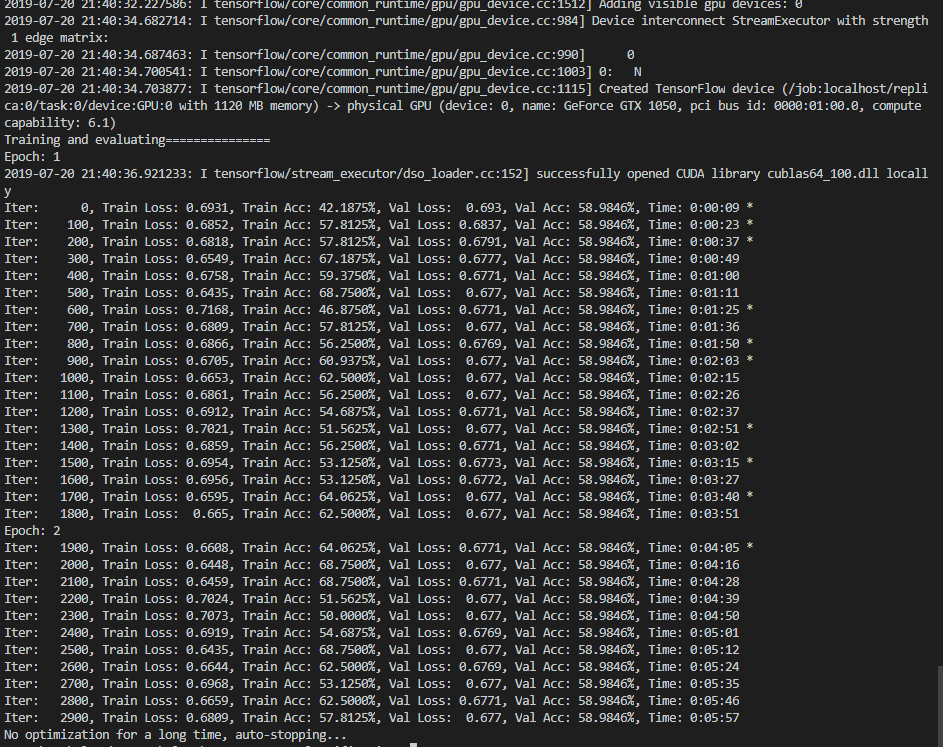 2019-07-20 21:40:32.227586: I tensorflow/core/common_runtime/gpu/gpu_device.cc:1512] Adding visible gpu devices: 0
2019-07-20 21:40:34.682714: I tensorflow/core/common_runtime/gpu/gpu_device.cc:984] Device interconnect StreamExecutor with strength
 1 edge matrix:
2019-07-20 21:40:34.687463: I tensorflow/core/common_runtime/gpu/gpu_device.cc:990]      0
2019-07-20 21:40:34.700541: I tensorflow/core/common_runtime/gpu/gpu_device.cc:1003] 0:   N
2019-07-20 21:40:34.703877: I tensorflow/core/common_runtime/gpu/gpu_device.cc:1115] Created TensorFlow device (/job:localhost/repli
ca:0/task:0/device:GPU:0 with 1120 MB memory) -> physical GPU (device: 0, name: GeForce GTX 1050, pci bus id: 0000:01:00.0, compute
capability: 6.1)
Training and evaluating===============
Epoch: 1
2019-07-20 21:40:36.921233: I tensorflow/stream_executor/dso_loader.cc:152] successfully opened CUDA library cublas64_100.dll locall
y
Iter:      0, Train Loss: 0.6931, Train Acc: 42.1875%, Val Loss:  0.693, Val Acc: 58.9846%, Time: 0:00:09 *
Iter:    100, Train Loss: 0.6852, Train Acc: 57.8125%, Val Loss: 0.6837, Val Acc: 58.9846%, Time: 0:00:23 *
Iter:    200, Train Loss: 0.6818, Train Acc: 57.8125%, Val Loss: 0.6791, Val Acc: 58.9846%, Time: 0:00:37 *
Iter:    300, Train Loss: 0.6549, Train Acc: 67.1875%, Val Loss: 0.6777, Val Acc: 58.9846%, Time: 0:00:49
Iter:    400, Train Loss: 0.6758, Train Acc: 59.3750%, Val Loss: 0.6771, Val Acc: 58.9846%, Time: 0:01:00
Iter:    500, Train Loss: 0.6435, Train Acc: 68.7500%, Val Loss:  0.677, Val Acc: 58.9846%, Time: 0:01:11
Iter:    600, Train Loss: 0.7168, Train Acc: 46.8750%, Val Loss: 0.6771, Val Acc: 58.9846%, Time: 0:01:25 *
Iter:    700, Train Loss: 0.6809, Train Acc: 57.8125%, Val Loss:  0.677, Val Acc: 58.9846%, Time: 0:01:36
Iter:    800, Train Loss: 0.6866, Train Acc: 56.2500%, Val Loss: 0.6769, Val Acc: 58.9846%, Time: 0:01:50 *
Iter:    900, Train Loss: 0.6705, Train Acc: 60.9375%, Val Loss:  0.677, Val Acc: 58.9846%, Time: 0:02:03 *
Iter:   1000, Train Loss: 0.6653, Train Acc: 62.5000%, Val Loss:  0.677, Val Acc: 58.9846%, Time: 0:02:15
Iter:   1100, Train Loss: 0.6861, Train Acc: 56.2500%, Val Loss:  0.677, Val Acc: 58.9846%, Time: 0:02:26
Iter:   1200, Train Loss: 0.6912, Train Acc: 54.6875%, Val Loss: 0.6771, Val Acc: 58.9846%, Time: 0:02:37
Iter:   1300, Train Loss: 0.7021, Train Acc: 51.5625%, Val Loss:  0.677, Val Acc: 58.9846%, Time: 0:02:51 *
Iter:   1400, Train Loss: 0.6859, Train Acc: 56.2500%, Val Loss: 0.6771, Val Acc: 58.9846%, Time: 0:03:02
Iter:   1500, Train Loss: 0.6954, Train Acc: 53.1250%, Val Loss: 0.6773, Val Acc: 58.9846%, Time: 0:03:15 *
Iter:   1600, Train Loss: 0.6956, Train Acc: 53.1250%, Val Loss: 0.6772, Val Acc: 58.9846%, Time: 0:03:27
Iter:   1700, Train Loss: 0.6595, Train Acc: 64.0625%, Val Loss:  0.677, Val Acc: 58.9846%, Time: 0:03:40 *
Iter:   1800, Train Loss:  0.665, Train Acc: 62.5000%, Val Loss:  0.677, Val Acc: 58.9846%, Time: 0:03:51
Epoch: 2
Iter:   1900, Train Loss: 0.6608, Train Acc: 64.0625%, Val Loss: 0.6771, Val Acc: 58.9846%, Time: 0:04:05 *
Iter:   2000, Train Loss: 0.6448, Train Acc: 68.7500%, Val Loss:  0.677, Val Acc: 58.9846%, Time: 0:04:16
Iter:   2100, Train Loss: 0.6459, Train Acc: 68.7500%, Val Loss: 0.6771, Val Acc: 58.9846%, Time: 0:04:28
Iter:   2200, Train Loss: 0.7024, Train Acc: 51.5625%, Val Loss:  0.677, Val Acc: 58.9846%, Time: 0:04:39
Iter:   2300, Train Loss: 0.7073, Train Acc: 50.0000%, Val Loss:  0.677, Val Acc: 58.9846%, Time: 0:04:50
Iter:   2400, Train Loss: 0.6919, Train Acc: 54.6875%, Val Loss: 0.6769, Val Acc: 58.9846%, Time: 0:05:01
Iter:   2500, Train Loss: 0.6435, Train Acc: 68.7500%, Val Loss:  0.677, Val Acc: 58.9846%, Time: 0:05:12
Iter:   2600, Train Loss: 0.6644, Train Acc: 62.5000%, Val Loss: 0.6769, Val Acc: 58.9846%, Time: 0:05:24
Iter:   2700, Train Loss: 0.6968, Train Acc: 53.1250%, Val Loss:  0.677, Val Acc: 58.9846%, Time: 0:05:35
Iter:   2800, Train Loss: 0.6659, Train Acc: 62.5000%, Val Loss: 0.6771, Val Acc: 58.9846%, Time: 0:05:46
Iter:   2900, Train Loss: 0.6809, Train Acc: 57.8125%, Val Loss:  0.677, Val Acc: 58.9846%, Time: 0:05:57
No optimization for a long time, auto-stopping...